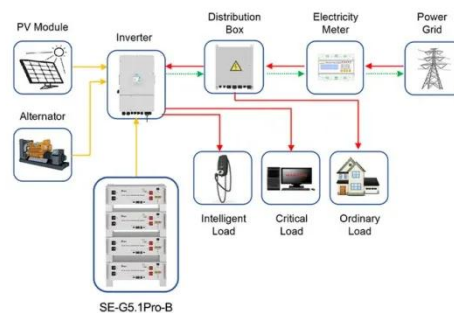 PV Module
Inverter
Distribution
Box
Electricity
Meter
Power
Grid
Alternator
Intelligent
Load
Critical
Load
Ordinary
Load
SE-G5.1Pro-B